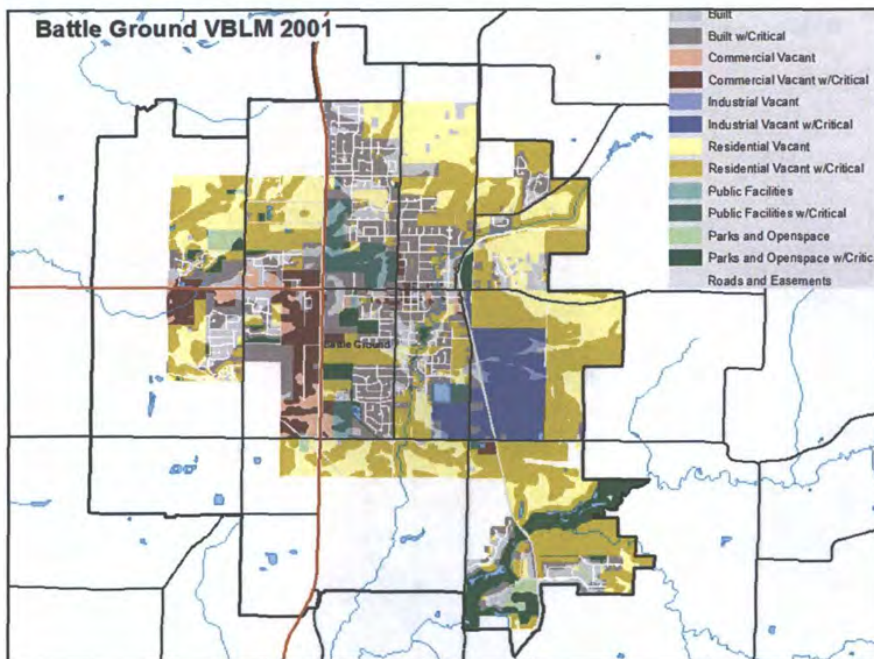 Battle Ground VBLM 2001
Built
Built w/Critical
Commercial Vacant
Commercial Vacant w/Critical
Industrial Vacant
Industrial Vacant w/Critical
Residential Vacant
Residential Vacant w/Critical
Public Facilities
Public Facilities w/Critical
Parks and Openspace
Parks and Openspace w/Critic
Roads and Easements
Battle Ground